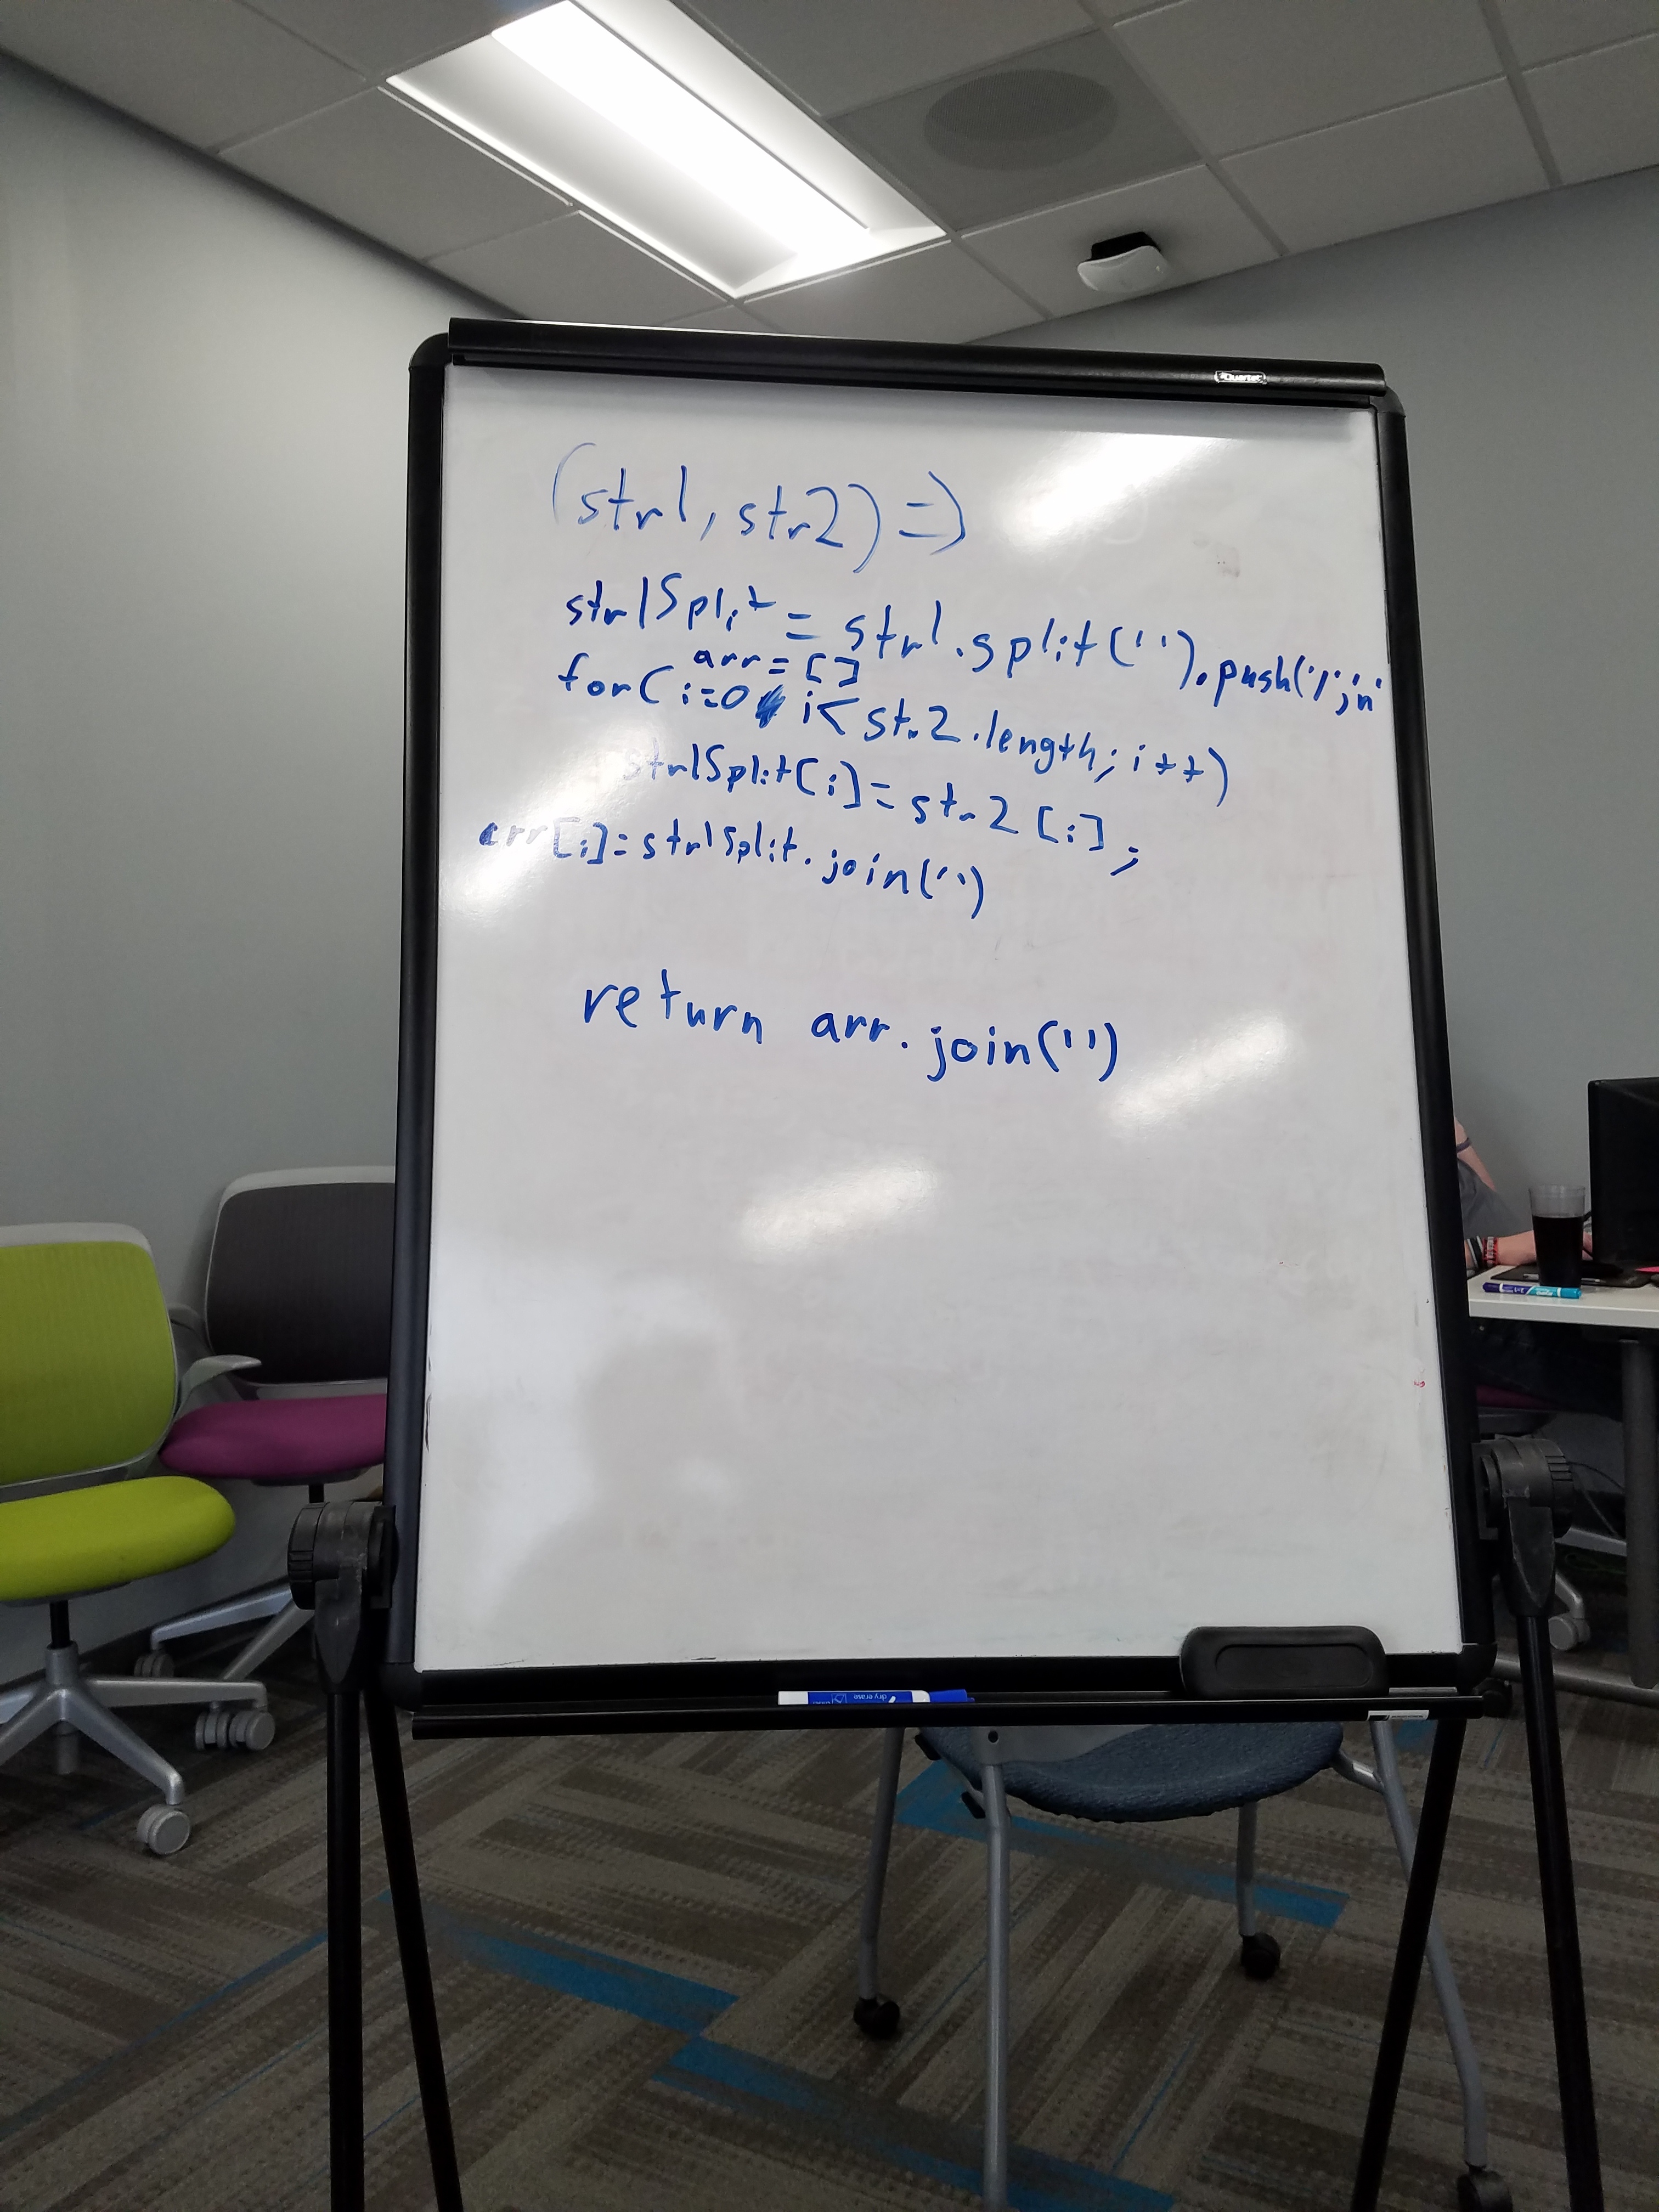 Quartet
(str1, str2) =>
str1Split = str1.split('').push('
arr = []
for( i=0 i< str2.length; i++)
str1Split[i] = str2[i];
arr[i] = str1Split.join('')
return arr.join('')
dry erase